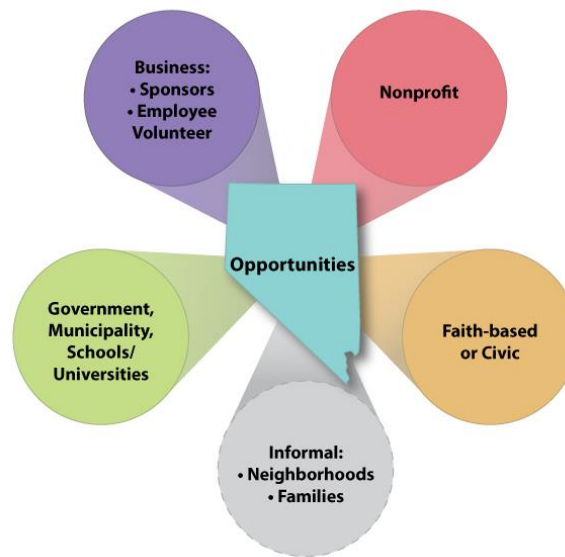 Business:
• Sponsors
• Employee
Volunteer
Nonprofit
Opportunities
Government,
Municipality,
Schools/
Universities
Faith-based
or Civic
Informal:
• Neighborhoods
• Families